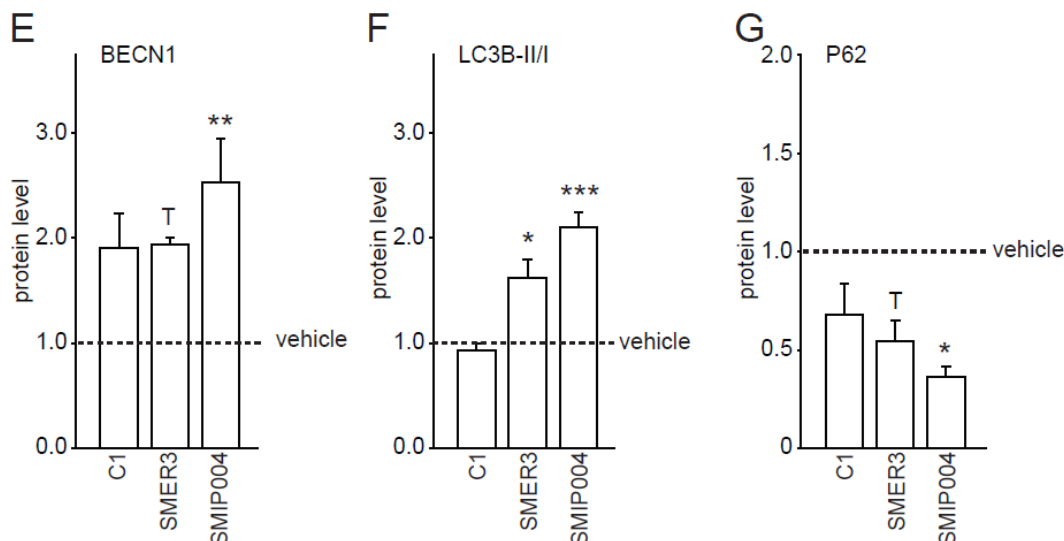 E
BECN1
protein level
3.0
2.0
1.0
0.0
**
T
vehicle
C1
SMER3
SMIP004
F
LC3B-II/I
protein level
3.0
2.0
1.0
0.0
*
***
vehicle
C1
SMER3
SMIP004
G
P62
protein level
2.0
1.5
1.0
0.5
0
T
*
vehicle
C1
SMER3
SMIP004